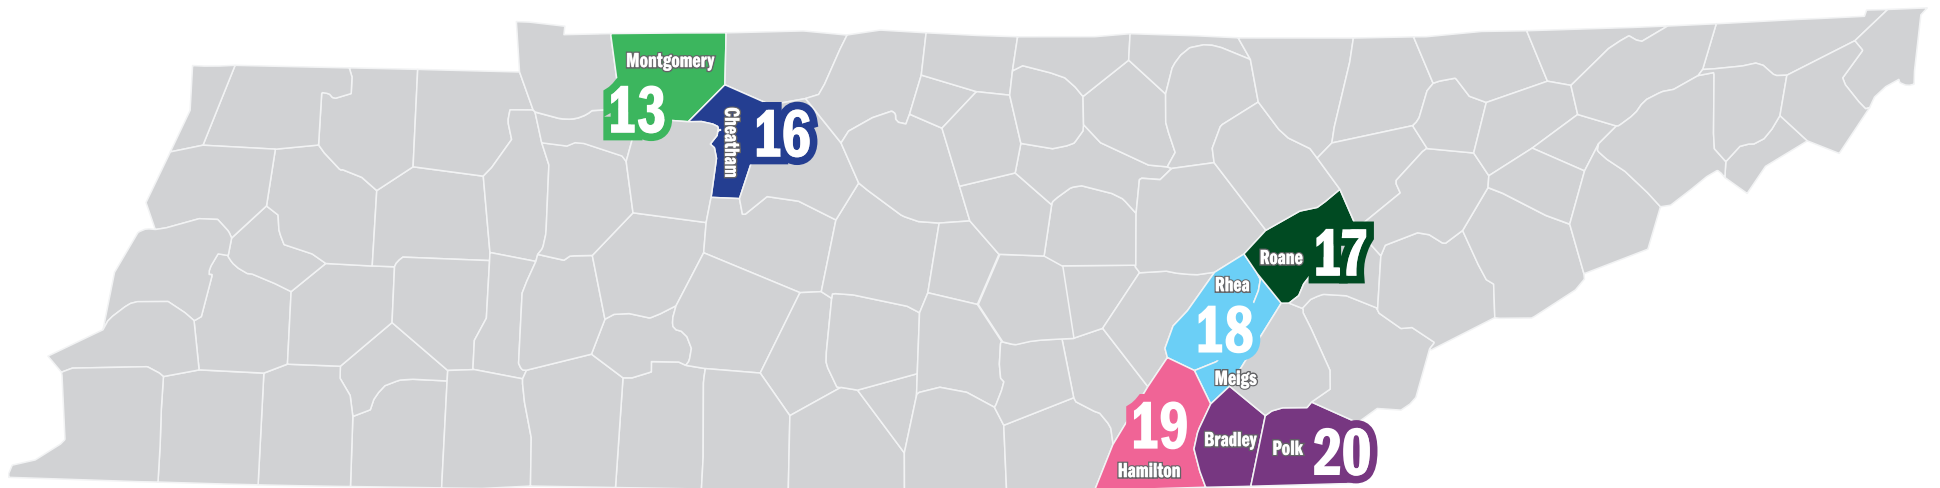 Montgomery
13
Cheatham
16
Roane
17
Rhea
18
Meigs
19
Hamilton
Bradley
Polk
20